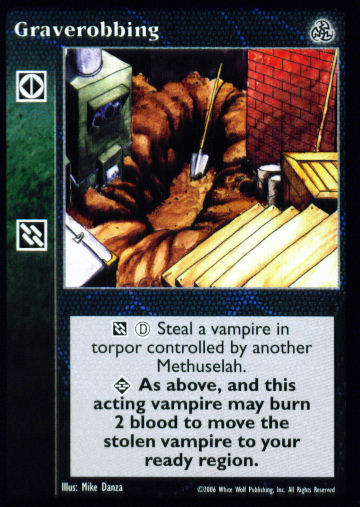 Graverobbing
Ⓓ Steal a vampire in
torpor controlled by another
Methuselah.
As above, and this
acting vampire may burn
2 blood to move the
stolen vampire to your
ready region.
Illus: Mike Danza
©2006 White Wolf Publishing, Inc. All Rights Reserved